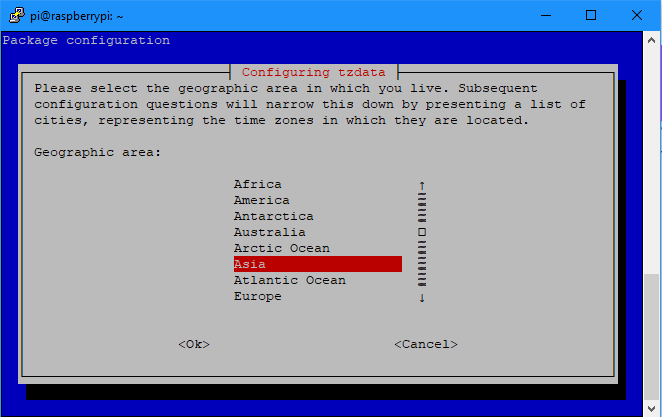 pi@raspberrypi: ~
Package configuration
Configuring tzdata
Please select the geographic area in which you live. Subsequent
configuration questions will narrow this down by presenting a list of
cities, representing the time zones in which they are located.
Geographic area:
Africa
America
Antarctica
Australia
Arctic Ocean
Asia
Atlantic Ocean
Europe
<Ok> <Cancel>